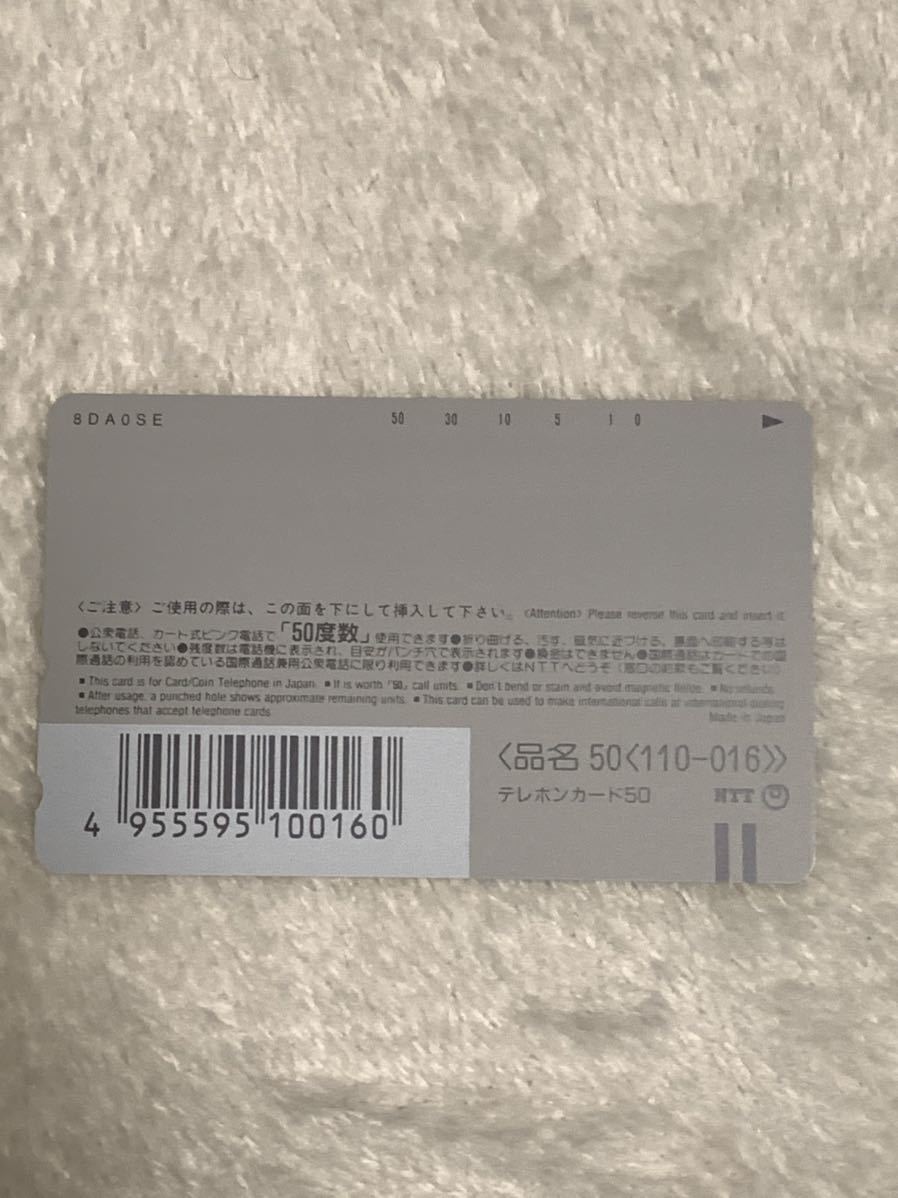 8DA0SE 50 30 10 5 1 0
〈ご注意〉ご使用の際は、この面を下にして挿入して下さい。〈Attention〉Please reverse this card and insert it.
●公衆電話、カード式ピンク電話で「50度数」使用できます●折り曲げる、汚す、磁気に近づける、裏面へ印刷する等は
しないでください●残度数は電話機に表示され、目安がパンチ穴で表示されます●換金はできません●国際通話はカードでの国
際通話の利用を認めている国際通話兼用公衆電話に限り利用できます●詳しくはNTTへどうぞ
■This card is for Card/Coin Telephone in Japan. ■It is worth「50」call units. ■Don't bend or stain and avoid magnetic fields. ■No refunds.
■After usage, a punched hole shows approximate remaining units. ■This card can be used to make international calls at international dialing
telephones that accept telephone cards.
Made in Japan
〈品名 50〈110-016〉〉
テレホンカード50 NTT
4 955595 100160